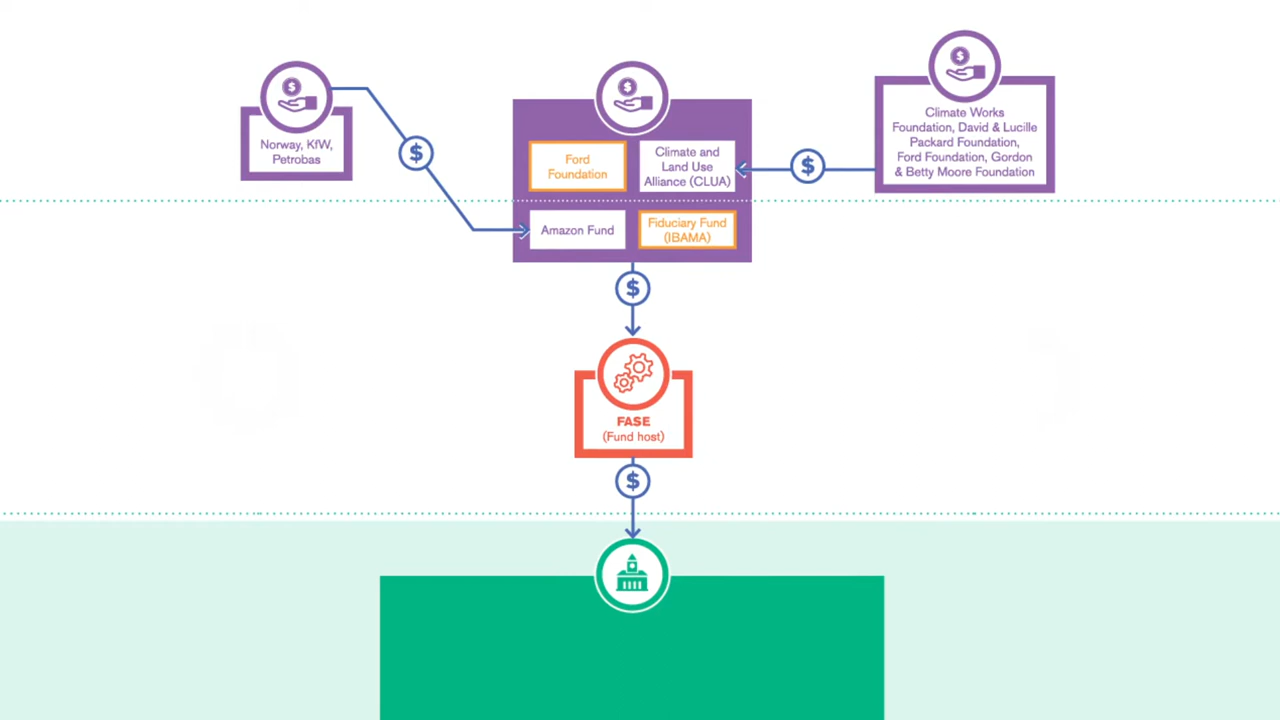 Norway, KfW,
Petrobas
$
Ford
Foundation
Climate and
Land Use
Alliance (CLUA)
Amazon Fund
Fiduciary Fund
(IBAMA)
$
Climate Works
Foundation, David & Lucille
Packard Foundation,
Ford Foundation, Gordon
& Betty Moore Foundation
$
$
$
$
$
FASE
(Fund host)
$